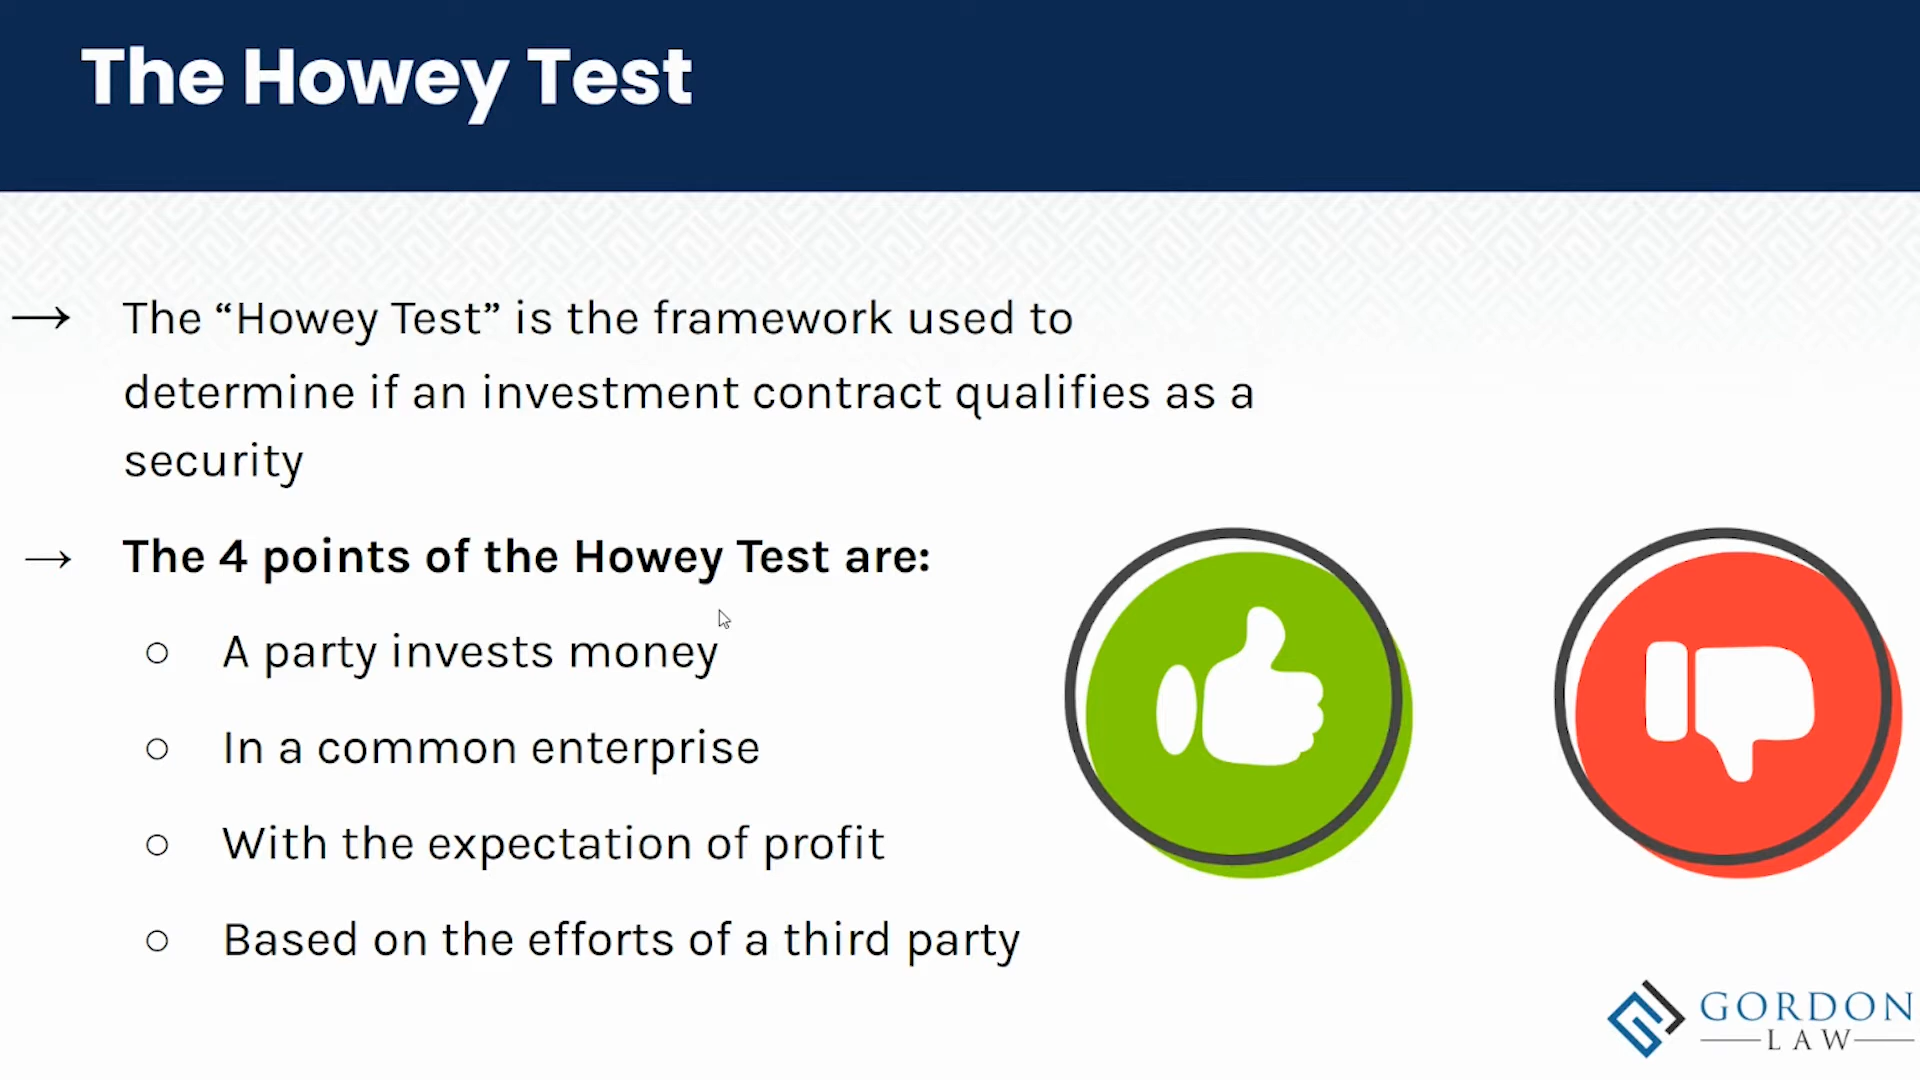 The Howey Test
→ The “Howey Test” is the framework used to
determine if an investment contract qualifies as a
security
→ The 4 points of the Howey Test are:
○ A party invests money
○ In a common enterprise
○ With the expectation of profit
○ Based on the efforts of a third party
GORDON
LAW